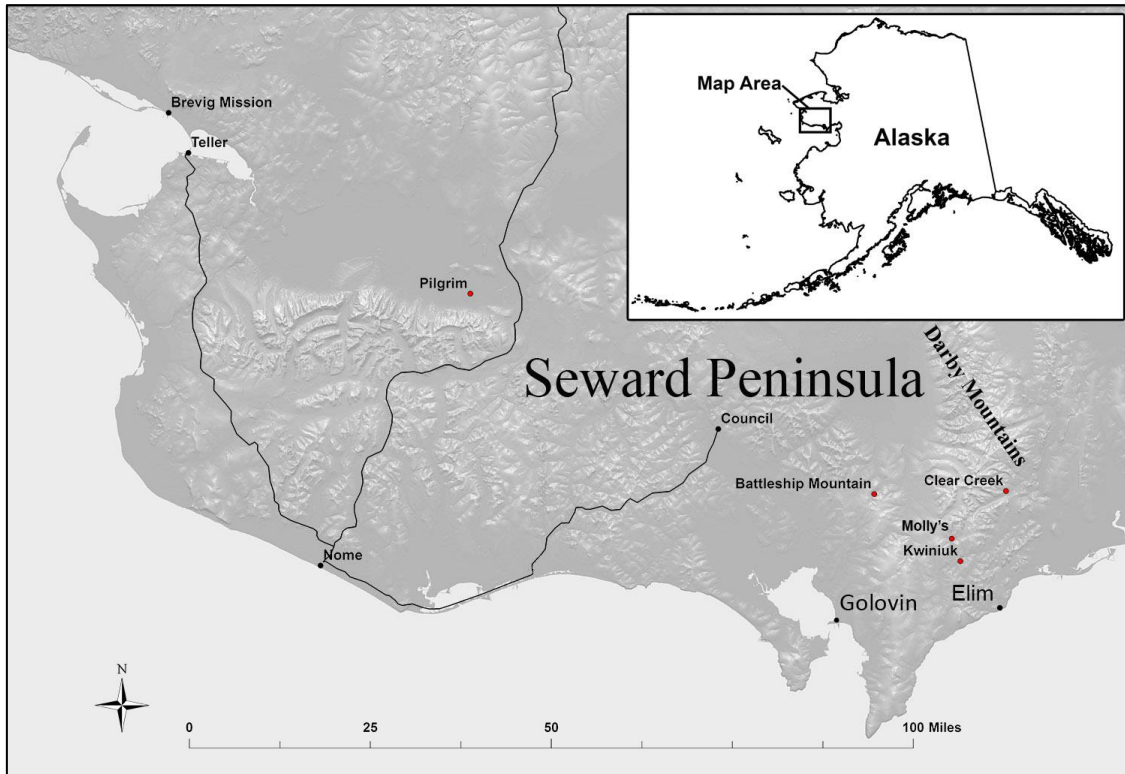 Map Area
Alaska
Brevig Mission
Teller
Pilgrim
Darby Mountains
Seward Peninsula
Council
Battleship Mountain
Clear Creek
Molly's
Kwiniuk
Nome
Elim
Golovin
N
0 25 50 100 Miles